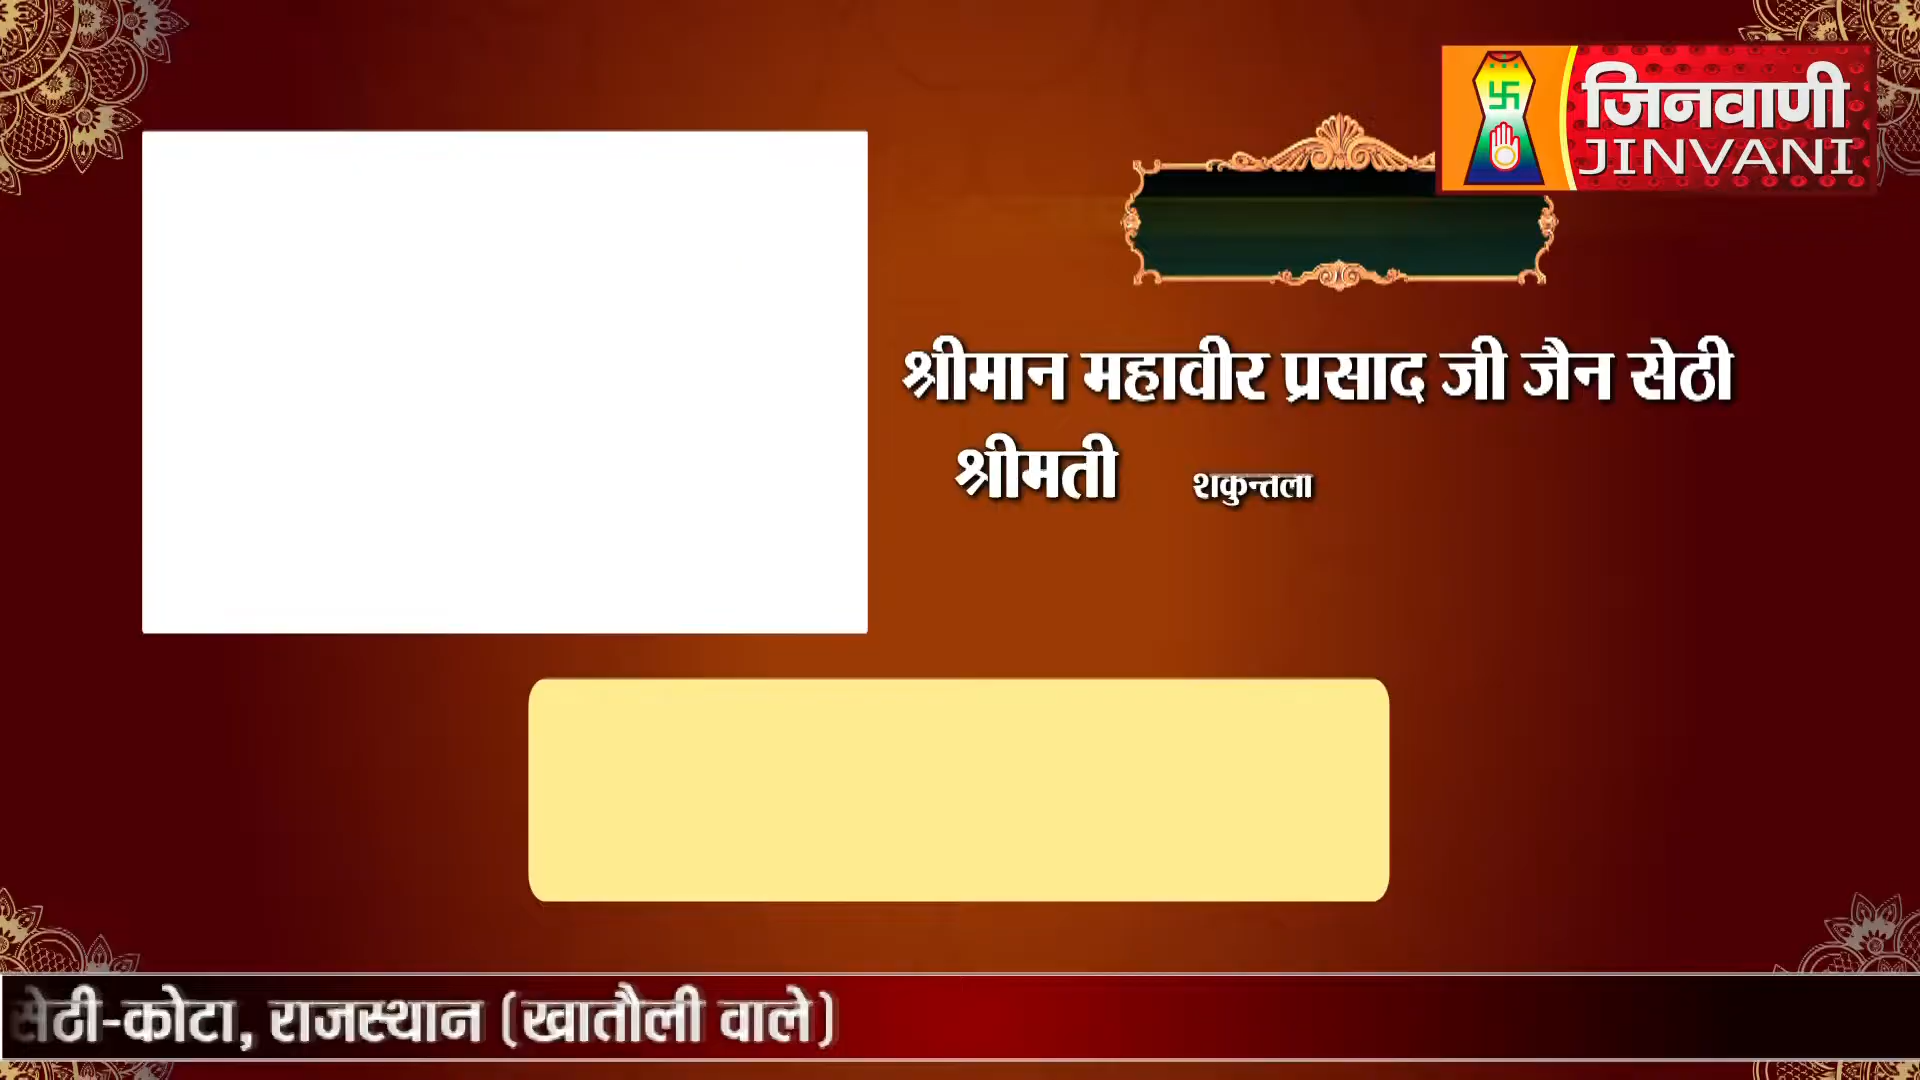 जिनवाणी
JINVANI
श्रीमान महावीर प्रसाद जी जैन सेठी
श्रीमती शकुन्तला
सेठी-कोटा, राजस्थान (खातौली वाले)